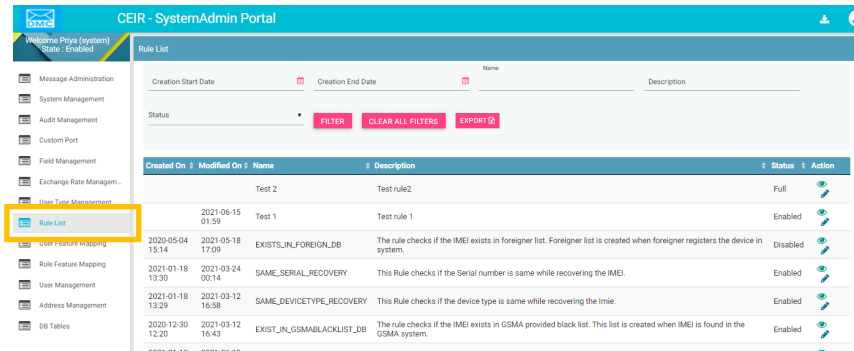 DMC
CEIR - SystemAdmin Portal
Welcome Priya (system)
State : Enabled
Rule List
Message Administration
System Management
Audit Management
Custom Port
Field Management
Exchange Rate Managem...
User Type Management
Rule List
User Feature Mapping
Rule Feature Mapping
User Management
Address Management
DB Tables
Creation Start Date
Creation End Date
Name
Description
Status
FILTER
CLEAR ALL FILTERS
EXPORT
Created On Modified On Name Description Status Action
Test 2 Test rule2 Full
2021-06-15
01:59 Test 1 Test rule 1 Enabled
2020-05-04 2021-05-18
15:14 17:09 EXISTS_IN_FOREIGN_DB The rule checks if the IMEI exists in foreigner list. Foreigner list is created when foreigner registers the device in
system. Disabled
2021-01-18 2021-03-24
13:30 00:14 SAME_SERIAL_RECOVERY This Rule checks if the Serial number is same while recovering the IMEI. Enabled
2021-01-18 2021-03-12
13:29 16:58 SAME_DEVICETYPE_RECOVERY This Rule checks if the device type is same while recovering the Imie. Enabled
2020-12-30 2021-03-12
12:20 16:43 EXIST_IN_GSMABLACKLIST_DB The rule checks if the IMEI exists in GSMA provided black list. This list is created when IMEI is found in the
GSMA system. Enabled